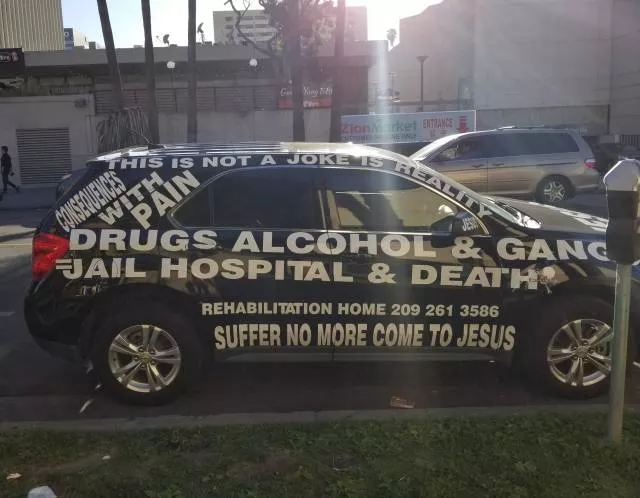 ZionMarket ENTRANCE
THIS IS NOT A JOKE IS REALITY
CONSEQUENCES
WITH
PAIN
JESUS
DRUGS ALCOHOL & GANG
=JAIL HOSPITAL & DEATH
REHABILITATION HOME 209 261 3586
SUFFER NO MORE COME TO JESUS